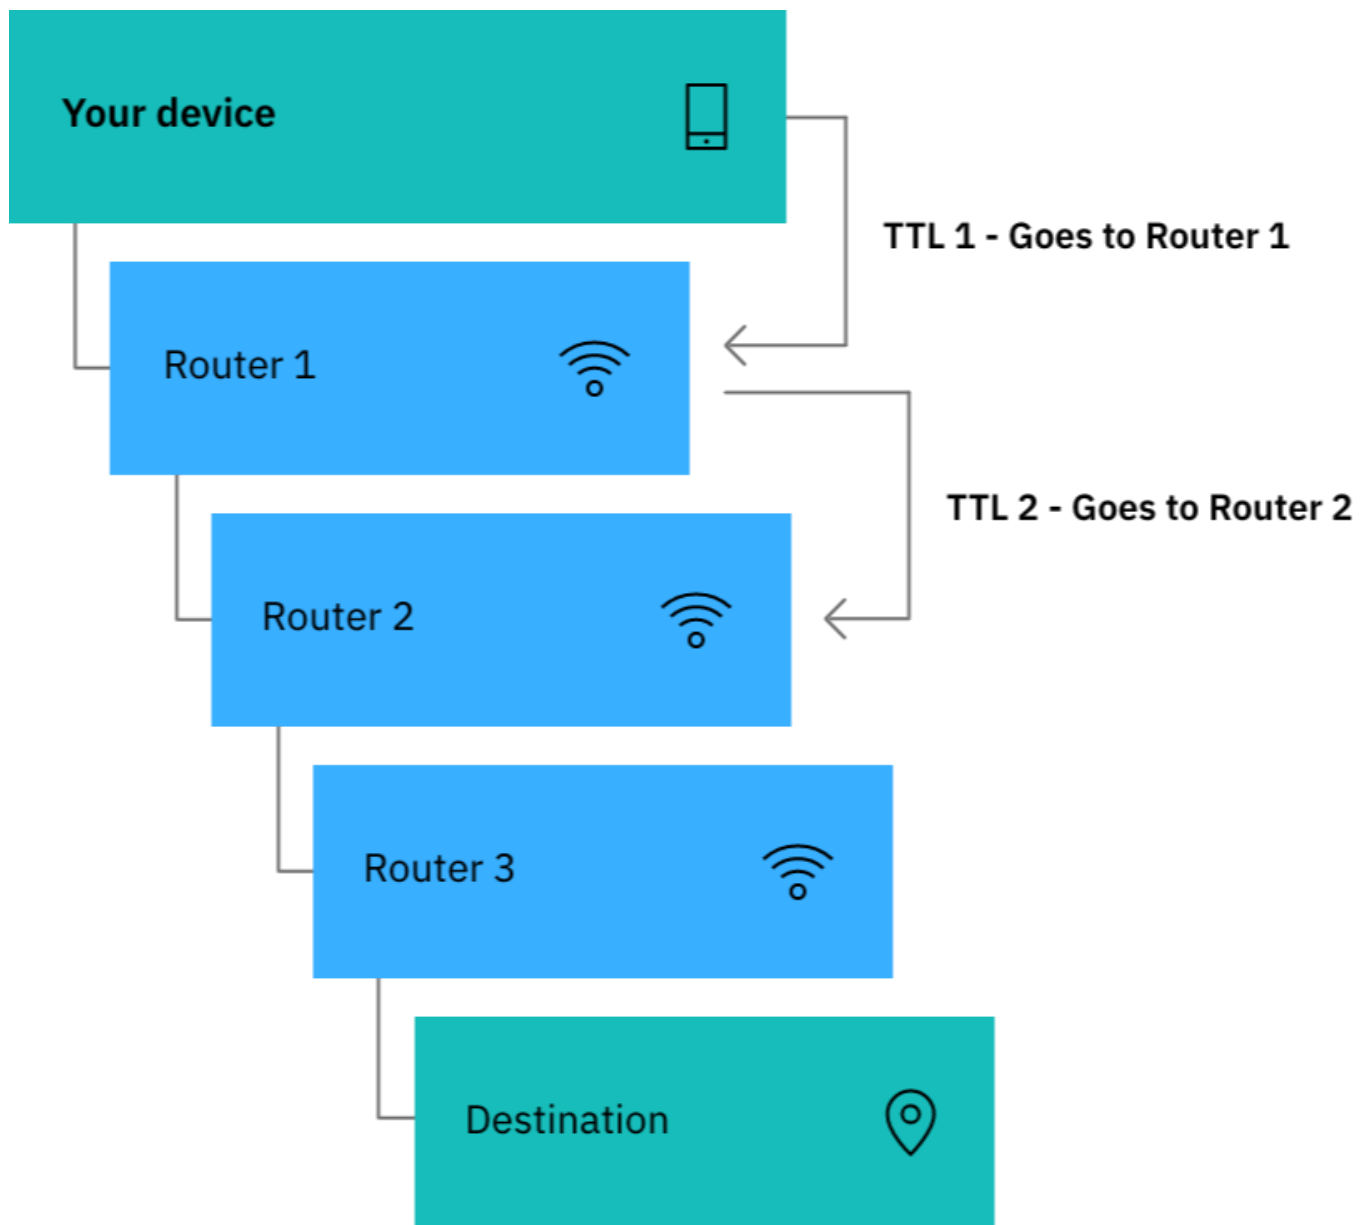 Your device
TTL 1 - Goes to Router 1
Router 1
TTL 2 - Goes to Router 2
Router 2
Router 3
Destination